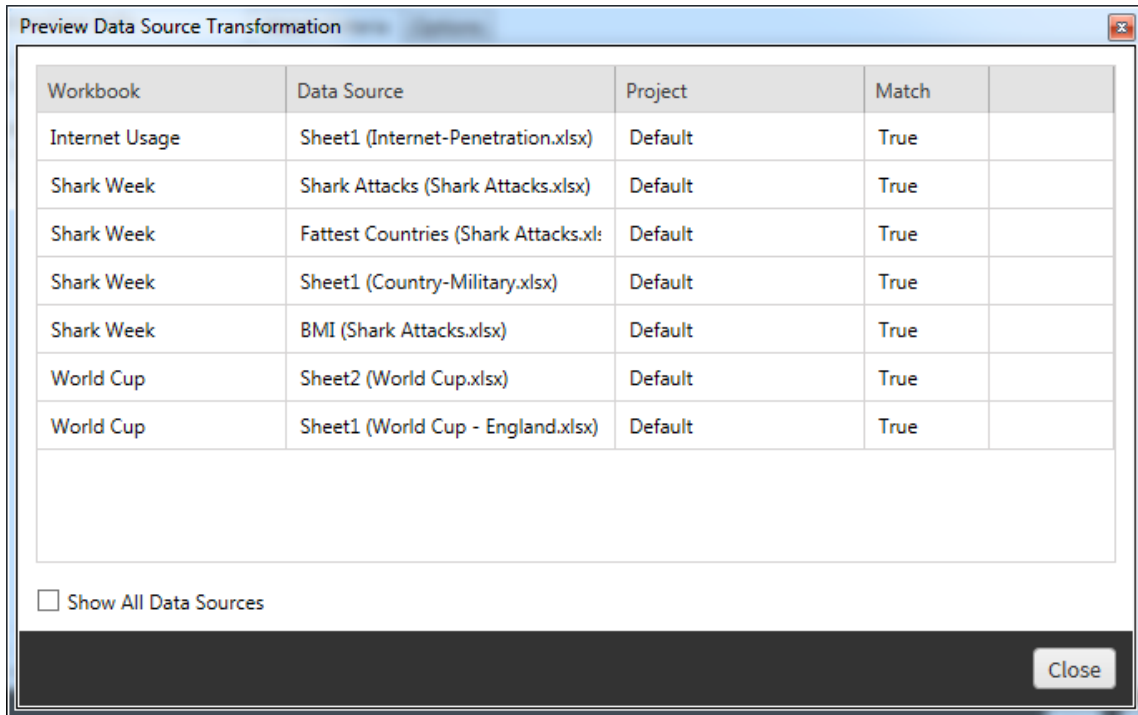 Preview Data Source Transformation
Workbook Data Source Project Match
Internet Usage Sheet1 (Internet-Penetration.xlsx) Default True
Shark Week Shark Attacks (Shark Attacks.xlsx) Default True
Shark Week Fattest Countries (Shark Attacks.xl Default True
Shark Week Sheet1 (Country-Military.xlsx) Default True
Shark Week BMI (Shark Attacks.xlsx) Default True
World Cup Sheet2 (World Cup.xlsx) Default True
World Cup Sheet1 (World Cup - England.xlsx) Default True
Show All Data Sources
Close